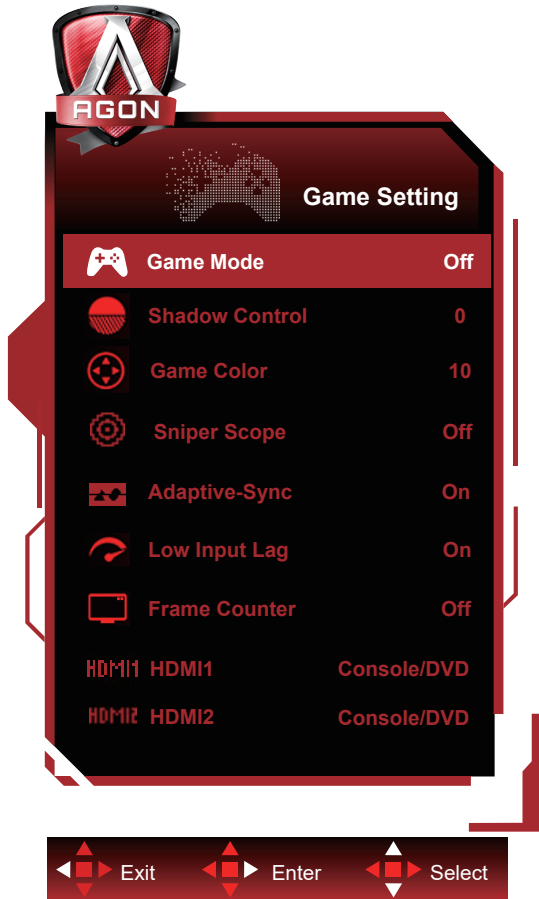 AGON
Game Setting
Game Mode Off
Shadow Control 0
Game Color 10
Sniper Scope Off
Adaptive-Sync On
Low Input Lag On
Frame Counter Off
HDMI1 HDMI1 Console/DVD
HDMI2 HDMI2 Console/DVD
Exit Enter Select